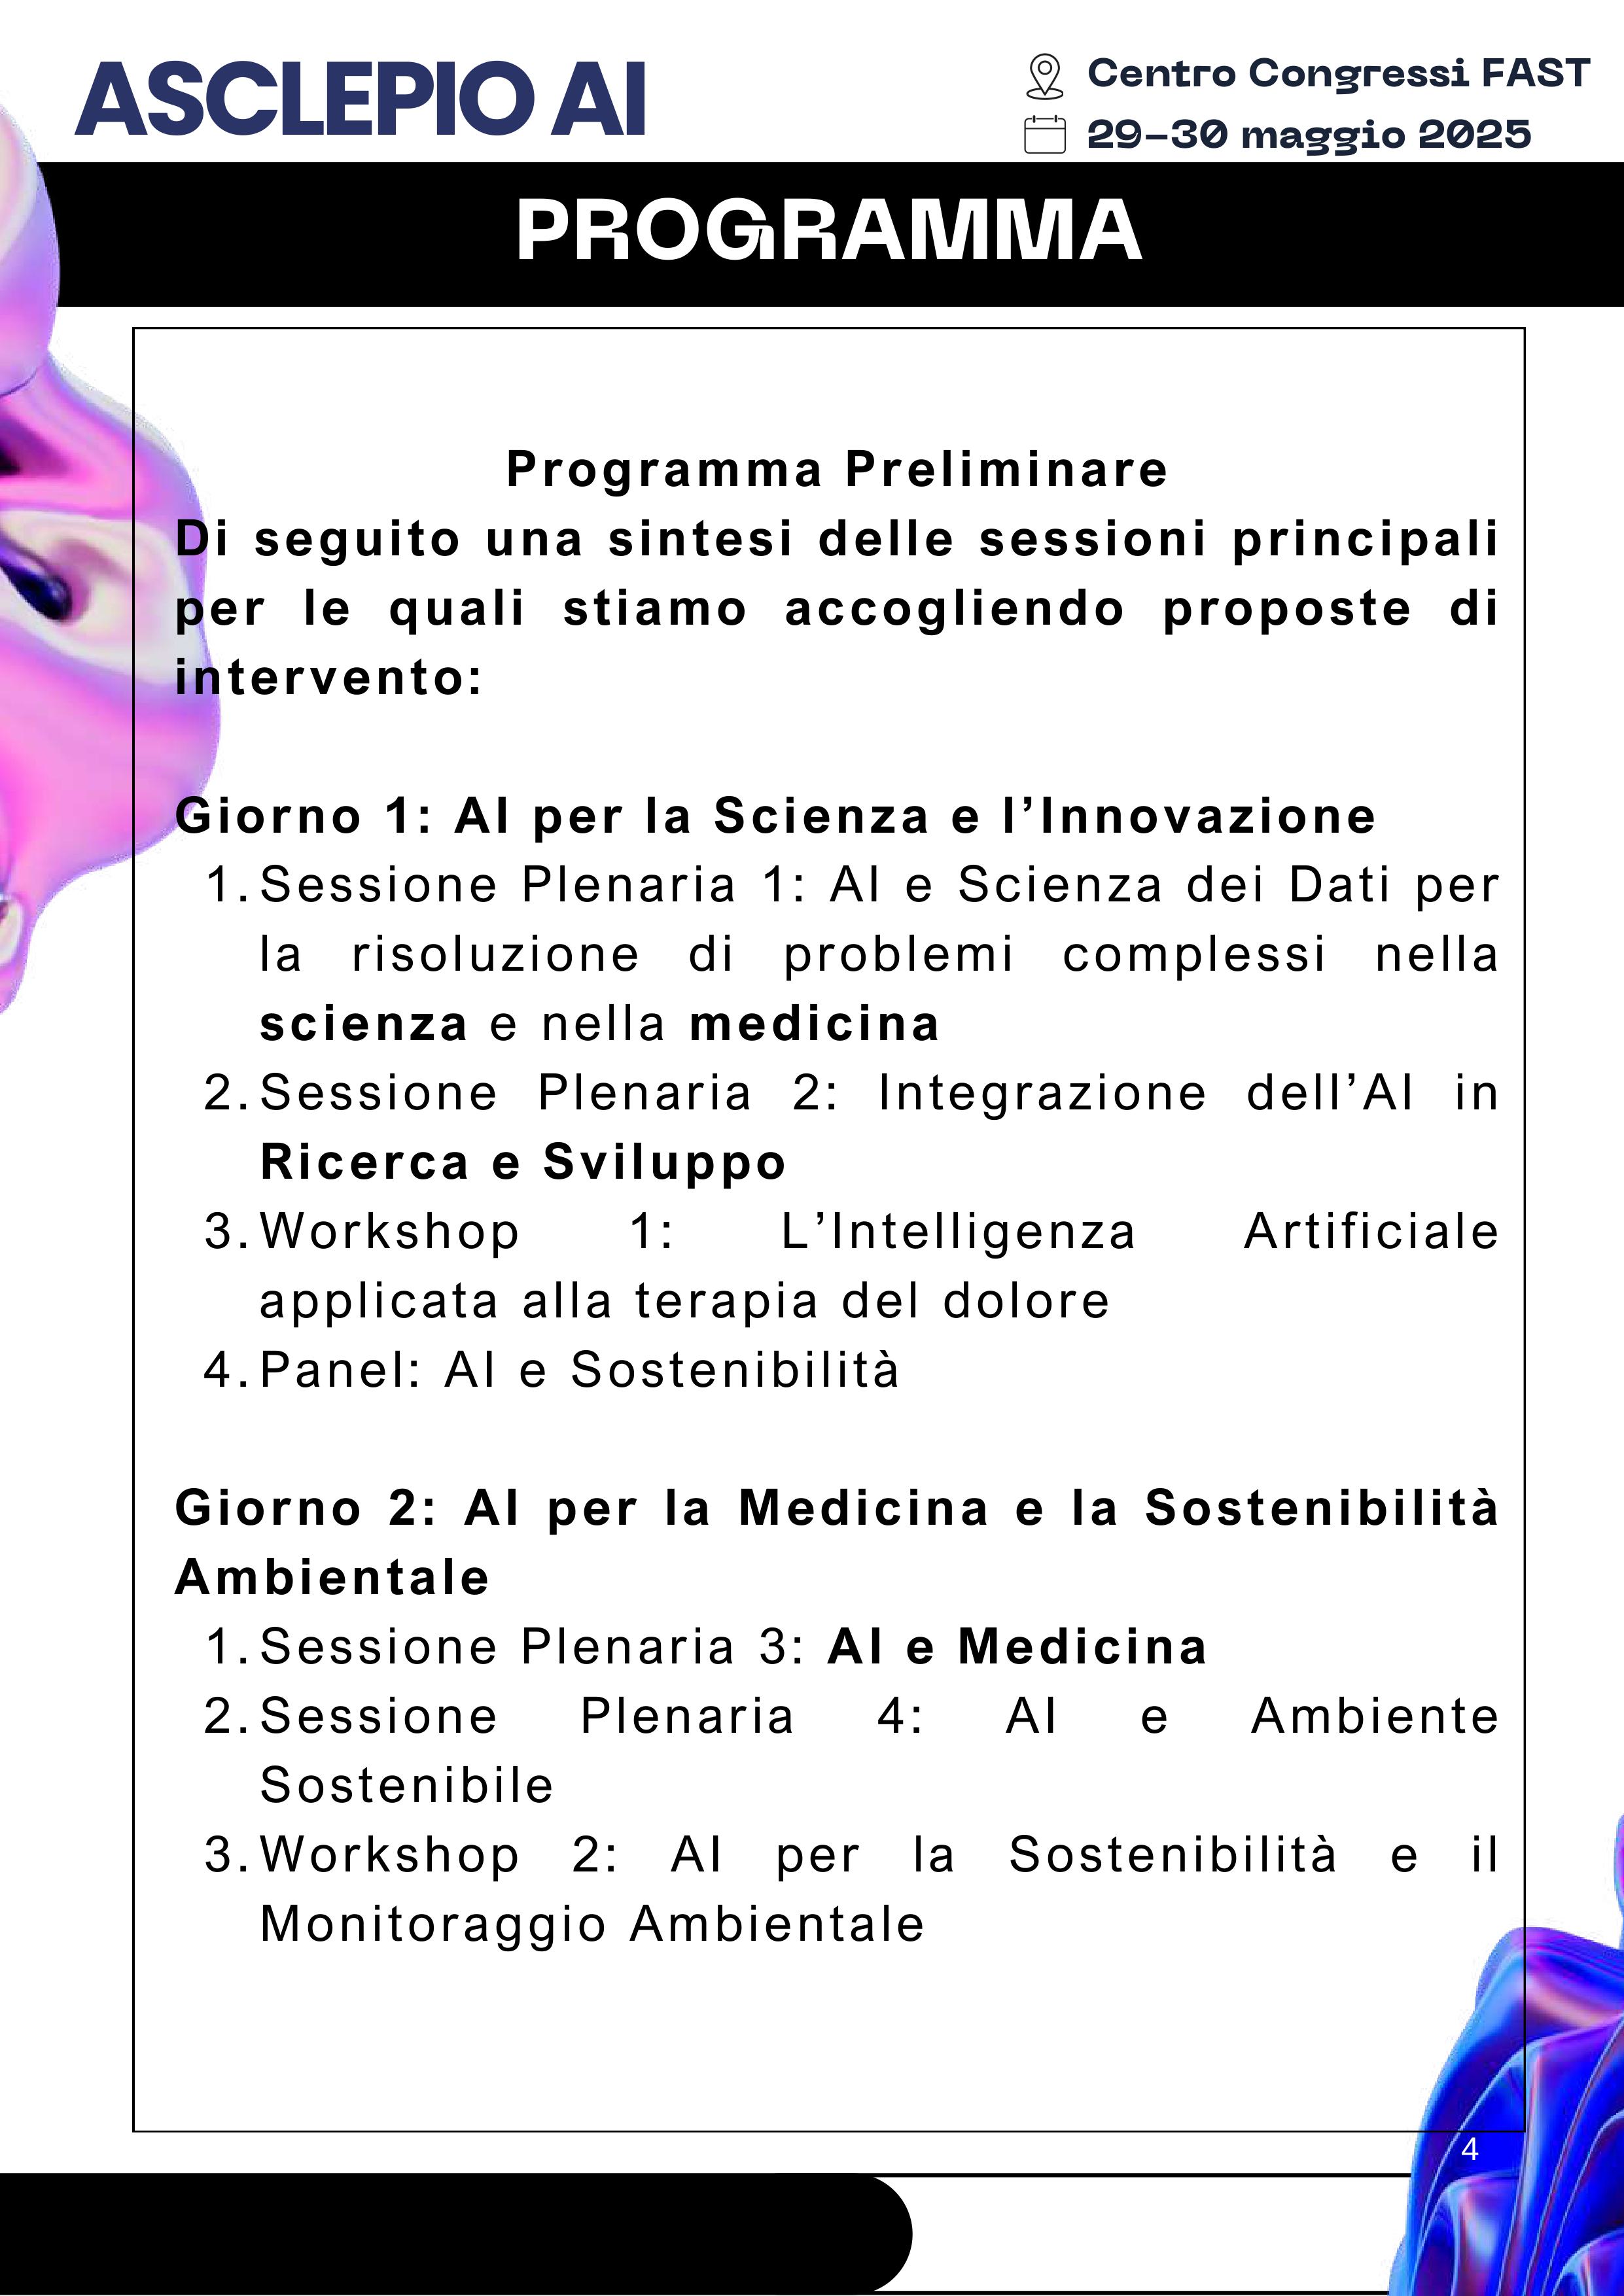 ASCLEPIO AI
Centro Congressi FAST
29-30 maggio 2025
PROGRAMMA
Programma Preliminare
Di seguito una sintesi delle sessioni principali
per le quali stiamo accogliendo proposte di
intervento:
Giorno 1: AI per la Scienza e l’Innovazione
1. Sessione Plenaria 1: AI e Scienza dei Dati per
la risoluzione di problemi complessi nella
scienza e nella medicina
2. Sessione Plenaria 2: Integrazione dell’AI in
Ricerca e Sviluppo
3. Workshop 1: L’Intelligenza Artificiale
applicata alla terapia del dolore
4. Panel: AI e Sostenibilità
Giorno 2: AI per la Medicina e la Sostenibilità
Ambientale
1. Sessione Plenaria 3: AI e Medicina
2. Sessione Plenaria 4: AI e Ambiente
Sostenibile
3. Workshop 2: AI per la Sostenibilità e il
Monitoraggio Ambientale
4